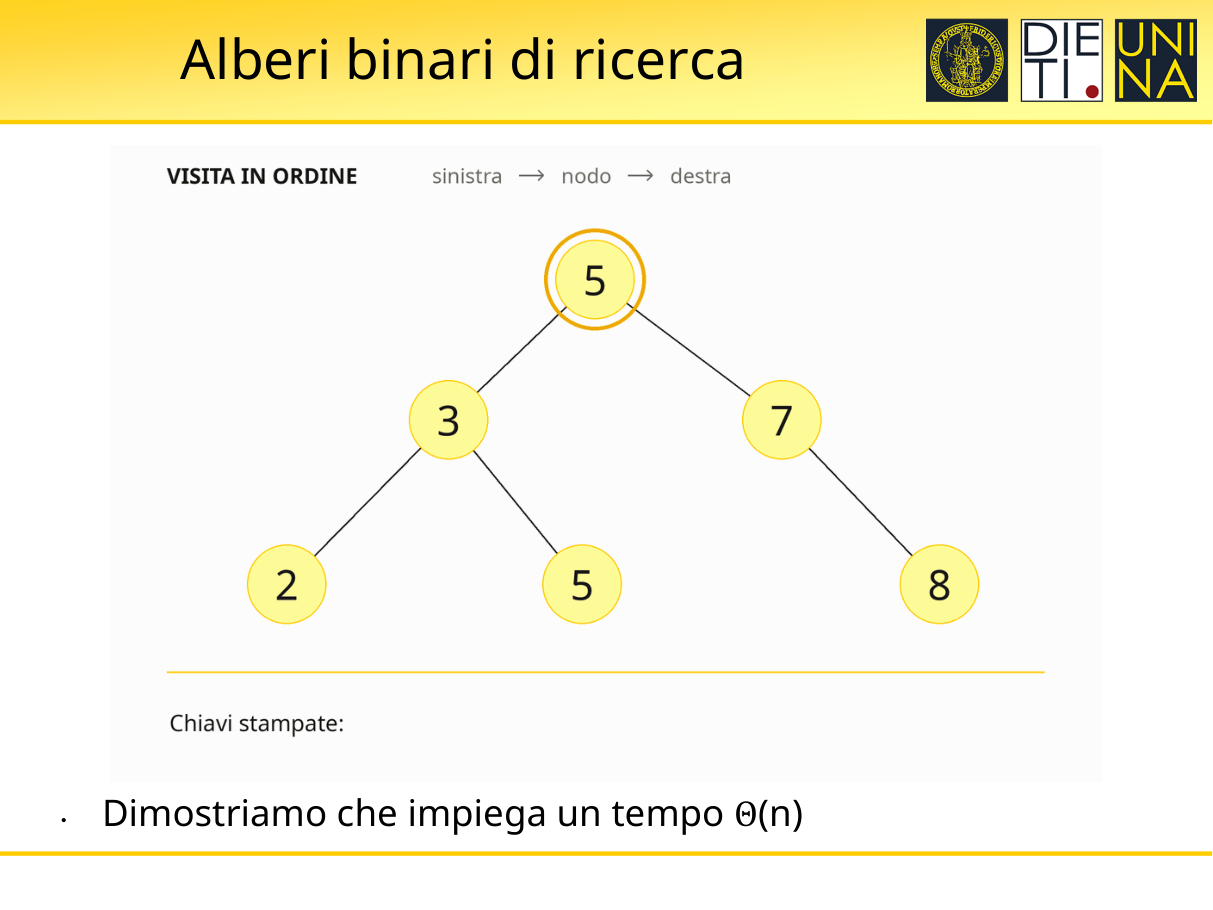 Alberi binari di ricerca
DIE
TI.
UNI
NA
VISITA IN ORDINE sinistra → nodo → destra
5
3 7
2 5 8
Chiavi stampate:
• Dimostriamo che impiega un tempo Θ(n)